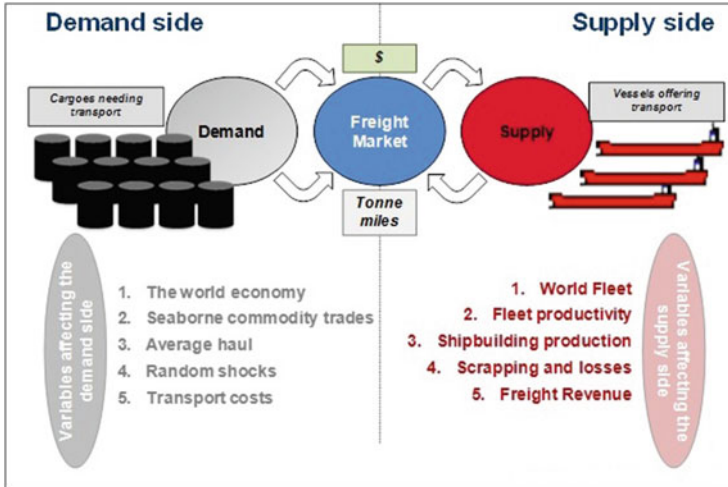 Demand side
Supply side
$
Cargoes needing
transport
Vessels offering
transport
Demand
Freight
Market
Supply
Tonne
miles
Variables affecting the
demand side
1. The world economy
2. Seaborne commodity trades
3. Average haul
4. Random shocks
5. Transport costs
1. World Fleet
2. Fleet productivity
3. Shipbuilding production
4. Scrapping and losses
5. Freight Revenue
Variables affecting the
supply side